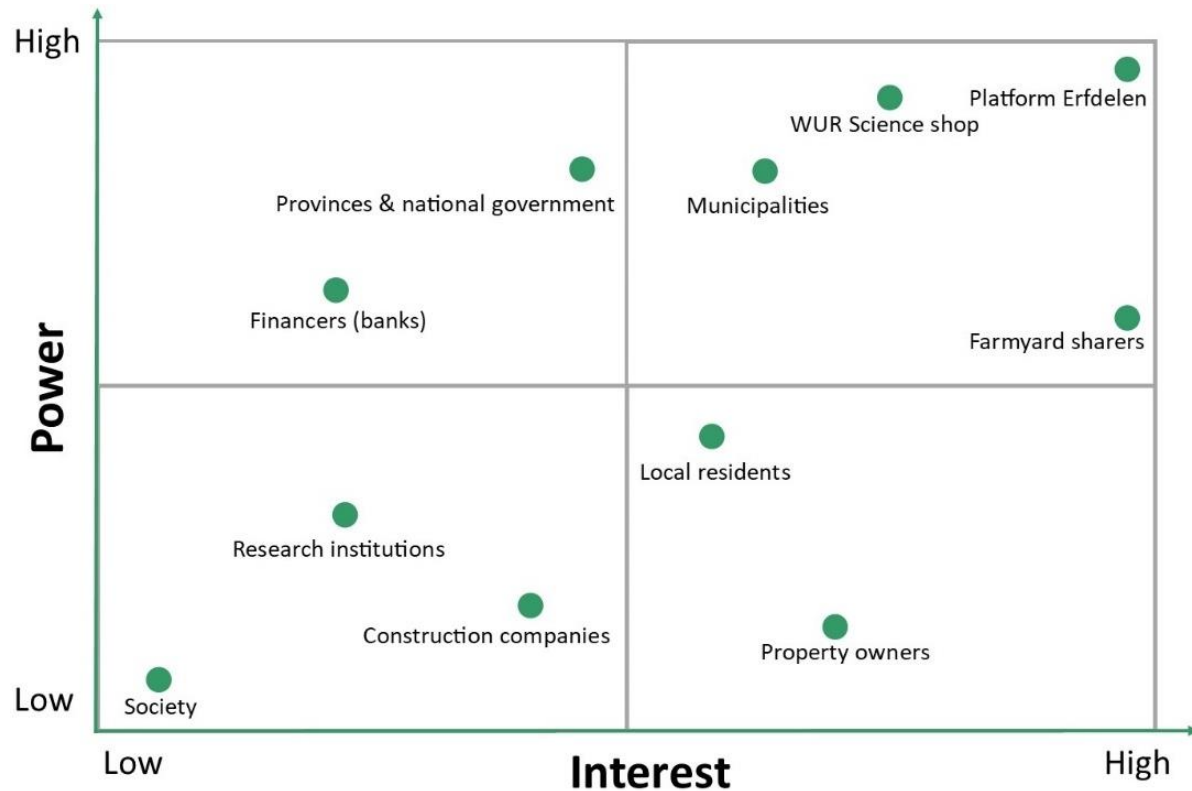 High
Platform Erfdelen
WUR Science shop
Provinces & national government
Municipalities
Financers (banks)
Farmyard sharers
Power
Local residents
Research institutions
Construction companies
Property owners
Low
Society
Low
Interest
High